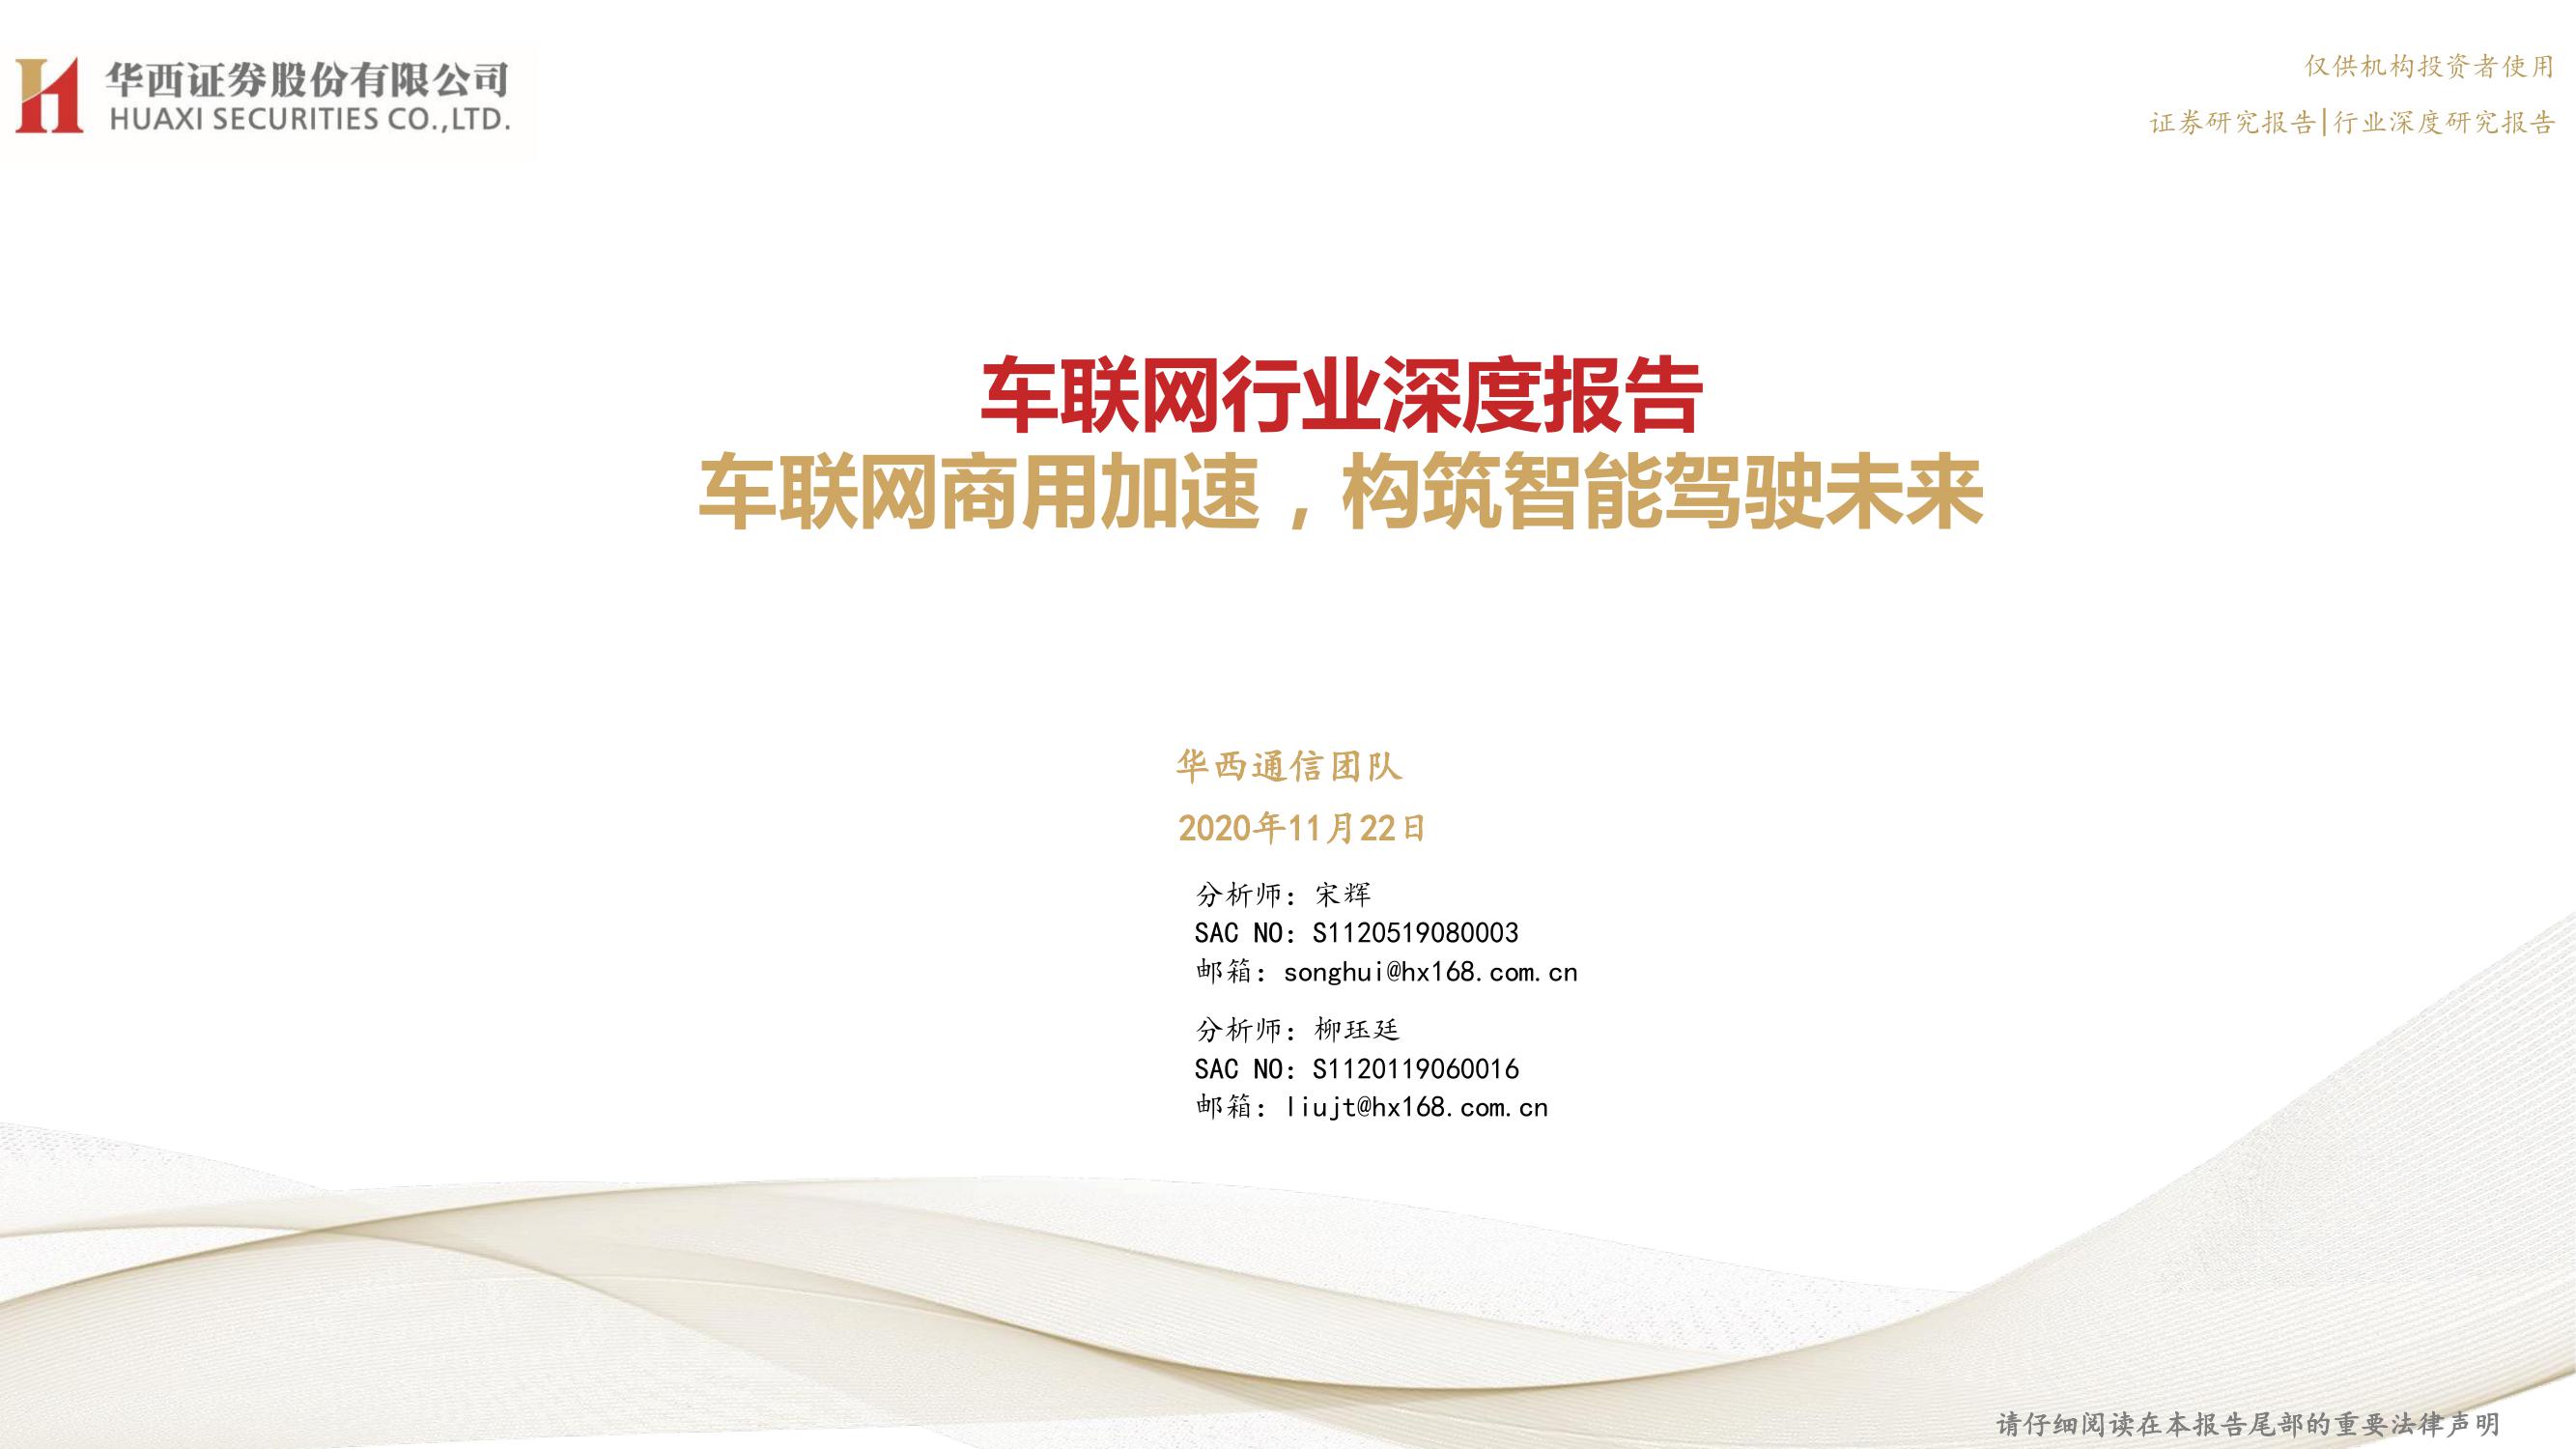 华西证券股份有限公司
HUAXI SECURITIES CO.,LTD.
仅供机构投资者使用
证券研究报告|行业深度研究报告
车联网行业深度报告
车联网商用加速，构筑智能驾驶未来
华西通信团队
2020年11月22日
分析师：宋辉
SAC NO：S1120519080003
邮箱：songhui@hx168.com.cn
分析师：柳珏廷
SAC NO：S1120119060016
邮箱：liujt@hx168.com.cn
请仔细阅读在本报告尾部的重要法律声明